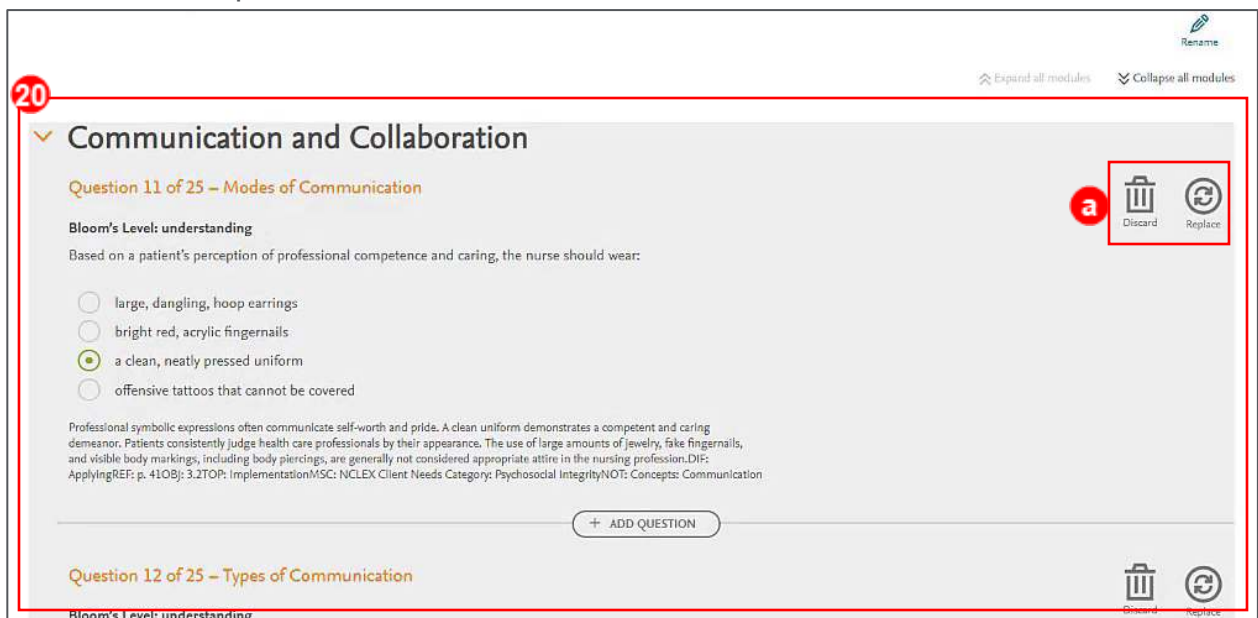 Rename
Expand all modules Collapse all modules
20
Communication and Collaboration
Question 11 of 25 – Modes of Communication
a
Discard Replace
Bloom's Level: understanding
Based on a patient's perception of professional competence and caring, the nurse should wear:
large, dangling, hoop earrings
bright red, acrylic fingernails
a clean, neatly pressed uniform
offensive tattoos that cannot be covered
Professional symbolic expressions often communicate self-worth and pride. A clean uniform demonstrates a competent and caring
demeanor. Patients consistently judge health care professionals by their appearance. The use of large amounts of jewelry, fake fingernails,
and visible body markings, including body piercings, are generally not considered appropriate attire in the nursing profession.DIF:
ApplyingREF: p. 41OBJ: 3.2TOP: ImplementationMSC: NCLEX Client Needs Category: Psychosocial IntegrityNOT: Concepts: Communication
+ ADD QUESTION
Question 12 of 25 – Types of Communication
Discard Replace
Bloom's Level: understanding